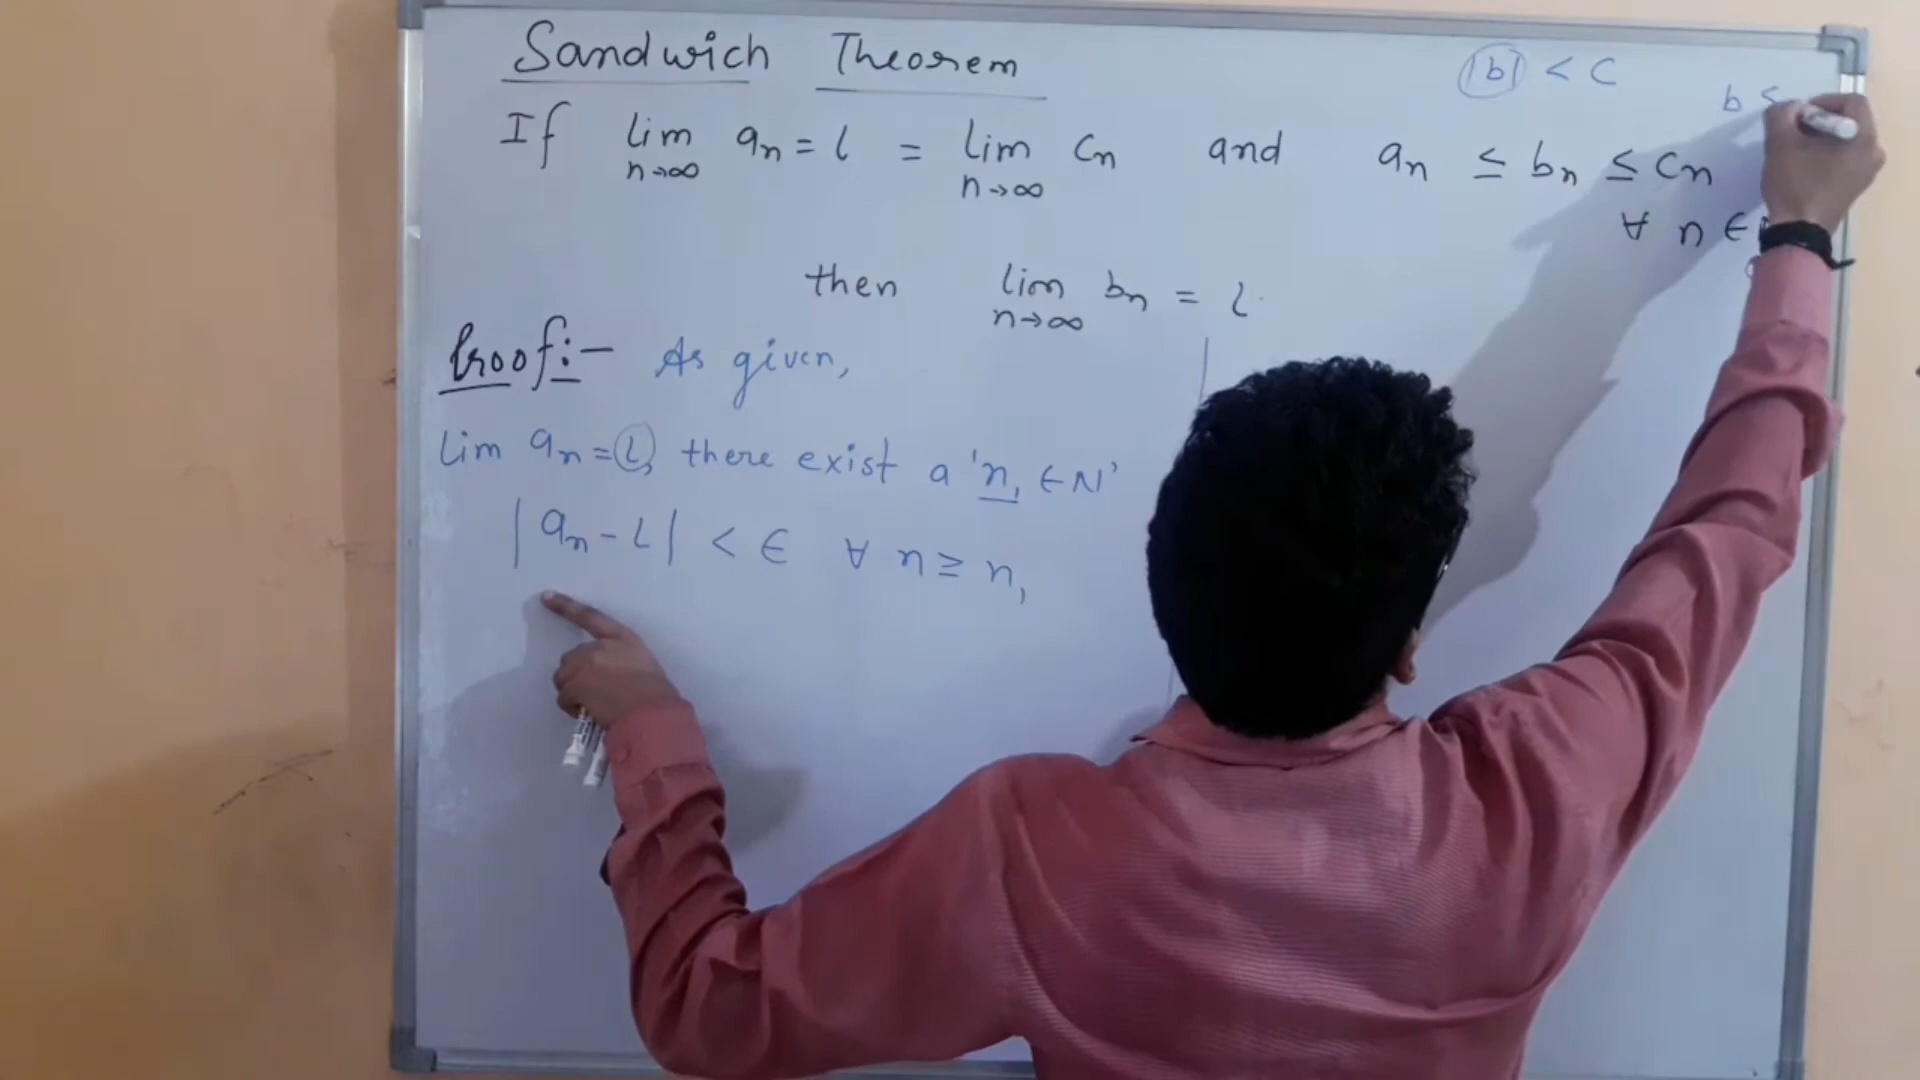 Sandwich Theorem
|b| < C
b <
If lim n→∞ an = l = lim n→∞ Cn and an ≤ bn ≤ Cn
∀ n ∈
then lim n→∞ bn = l.
Proof:- As given,
Lim an = L, there exist a 'n₁ ∈ N'
|an - L| < ∈ ∀ n ≥ n₁